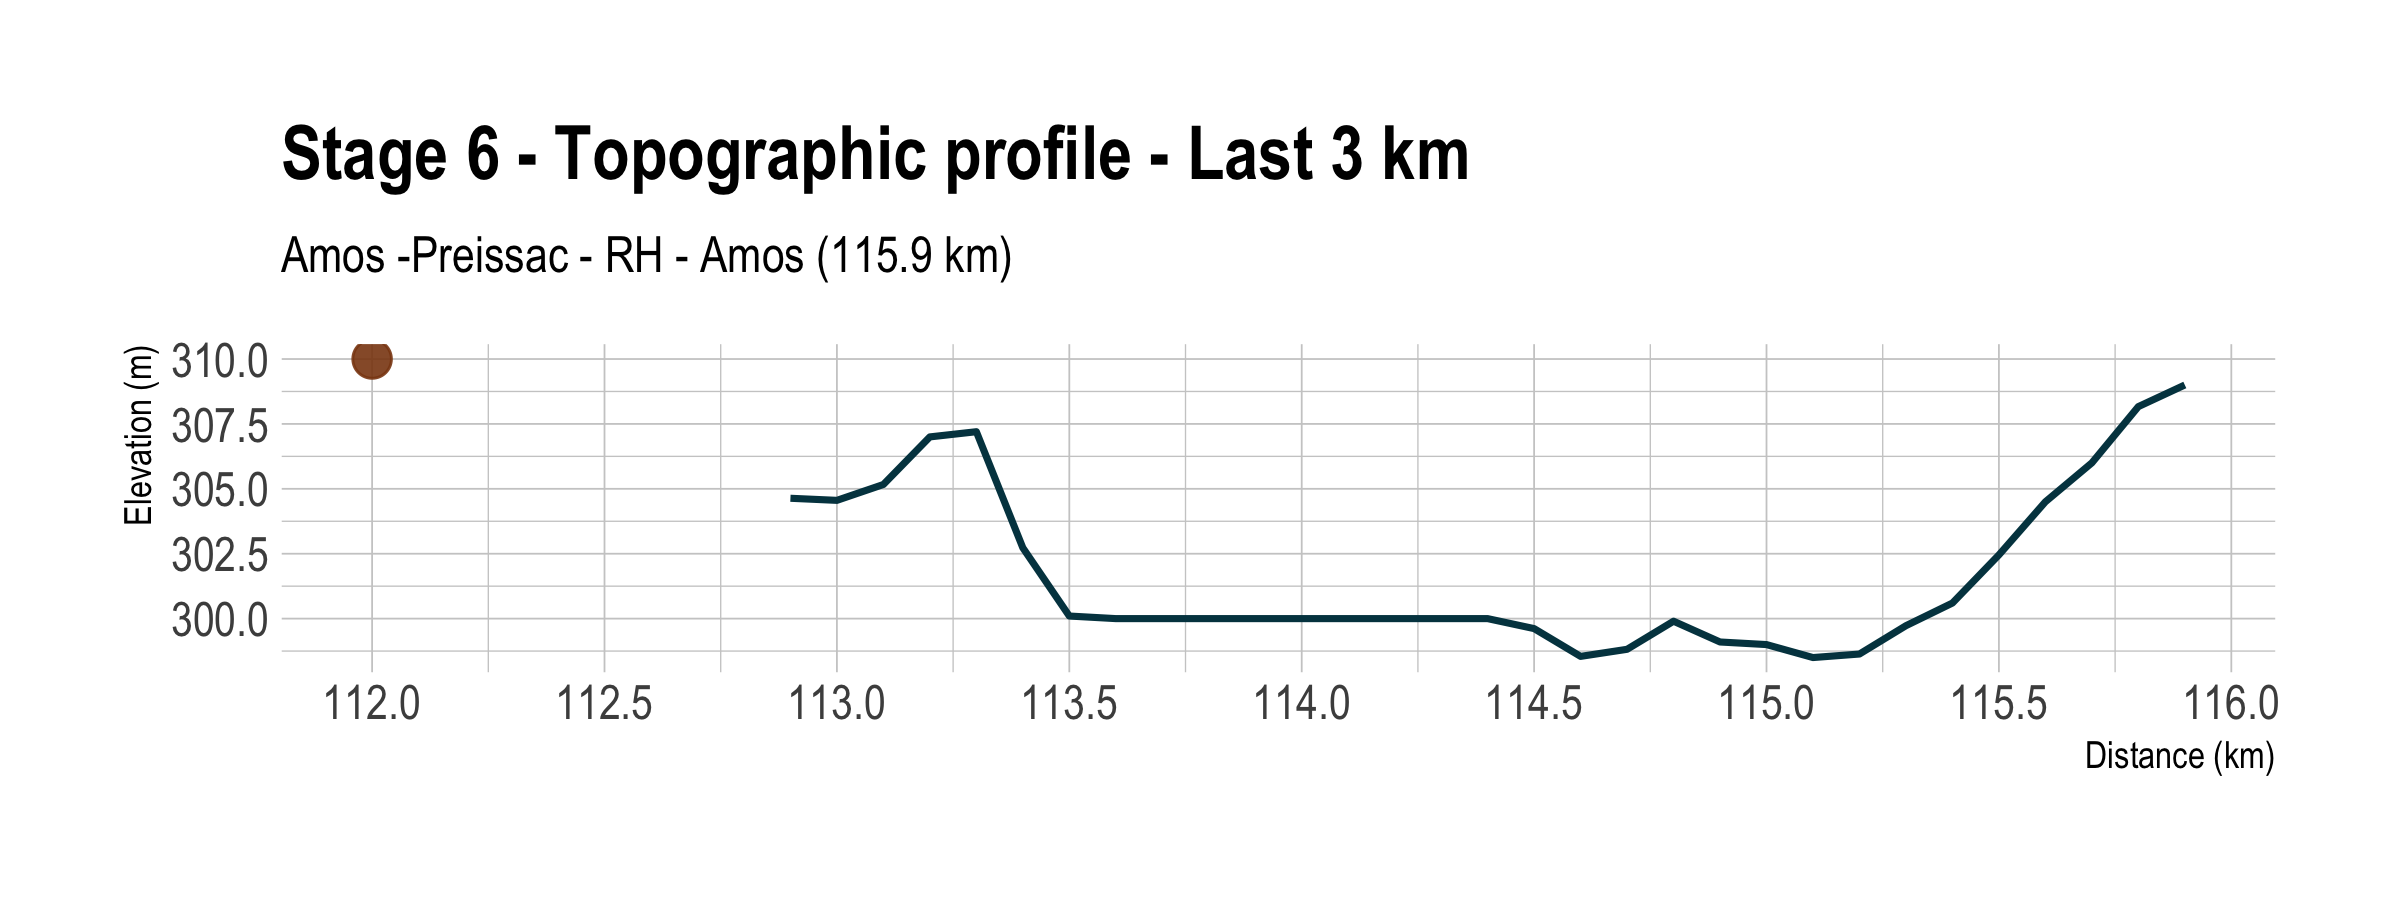 Stage 6 - Topographic profile - Last 3 km
Amos -Preissac - RH - Amos (115.9 km)
Elevation (m)
310.0
307.5
305.0
302.5
300.0
112.0 112.5 113.0 113.5 114.0 114.5 115.0 115.5 116.0
Distance (km)